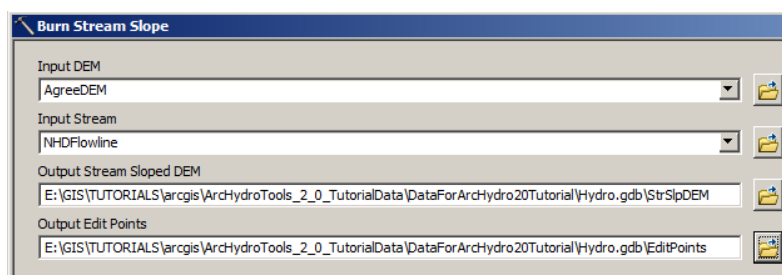 Burn Stream Slope
Input DEM
AgreeDEM
Input Stream
NHDFlowline
Output Stream Sloped DEM
E:\GIS\TUTORIALS\arcgis\ArcHydroTools_2_0_TutorialData\DataForArcHydro20Tutorial\Hydro.gdb\StrSlpDEM
Output Edit Points
E:\GIS\TUTORIALS\arcgis\ArcHydroTools_2_0_TutorialData\DataForArcHydro20Tutorial\Hydro.gdb\EditPoints